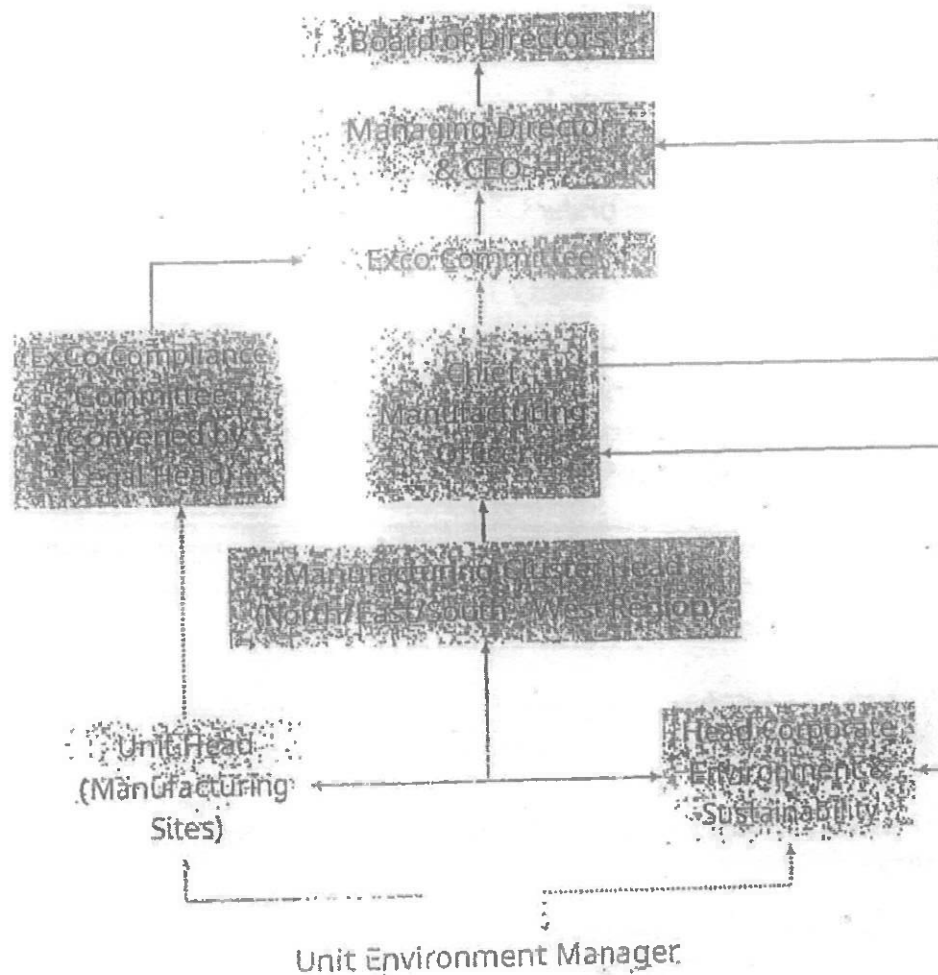 Board of Directors
Managing Director
& CEO
Exco Committee
ExCo Compliance
Committee
(Convened by
Legal Head)
Chief
Manufacturing
Officer
Manufacturing Cluster Head
(North/East/South / West Region)
Unit Head
(Manufacturing
Sites)
Head Corporate
Environment &
Sustainability
Unit Environment Manager